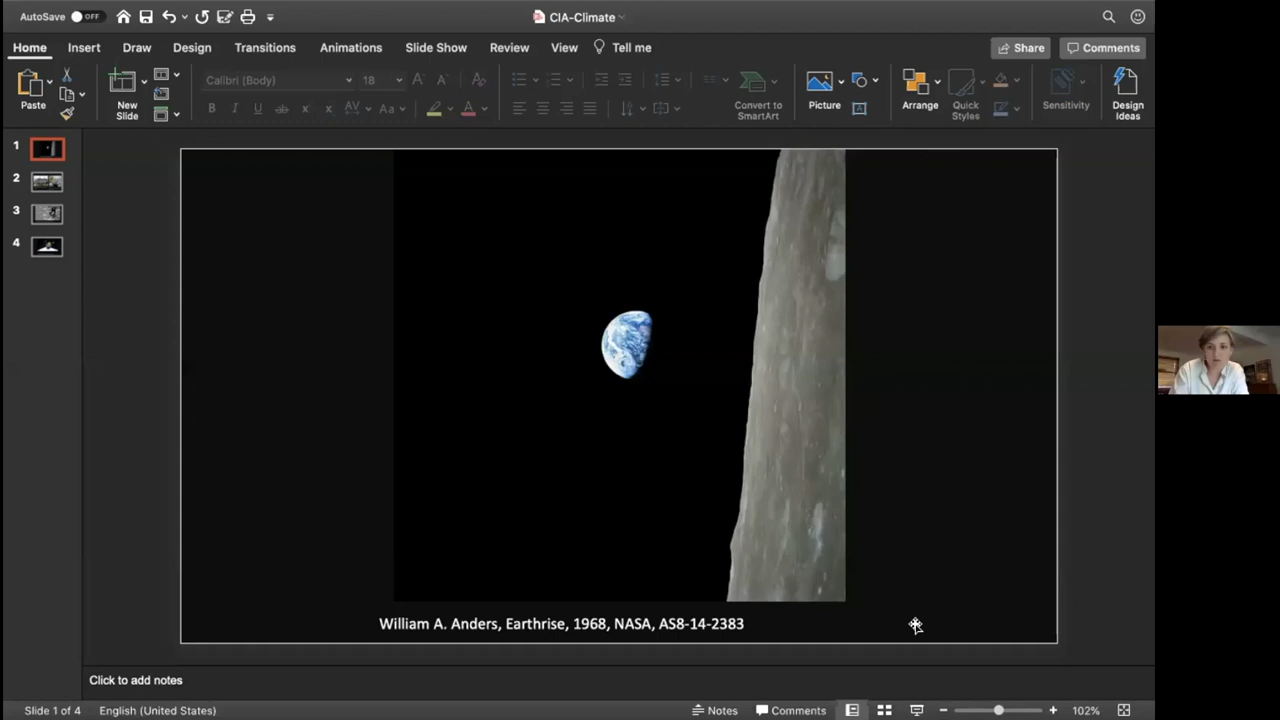 AutoSave OFF
CIA-Climate
Home Insert Draw Design Transitions Animations Slide Show Review View Tell me Share Comments
Calibri (Body) 18
Paste
New Slide
Convert to SmartArt
Picture
Arrange
Quick Styles
Sensitivity
Design Ideas
1
2
3
4
William A. Anders, Earthrise, 1968, NASA, AS8-14-2383
Click to add notes
Slide 1 of 4 English (United States) Notes Comments 102%